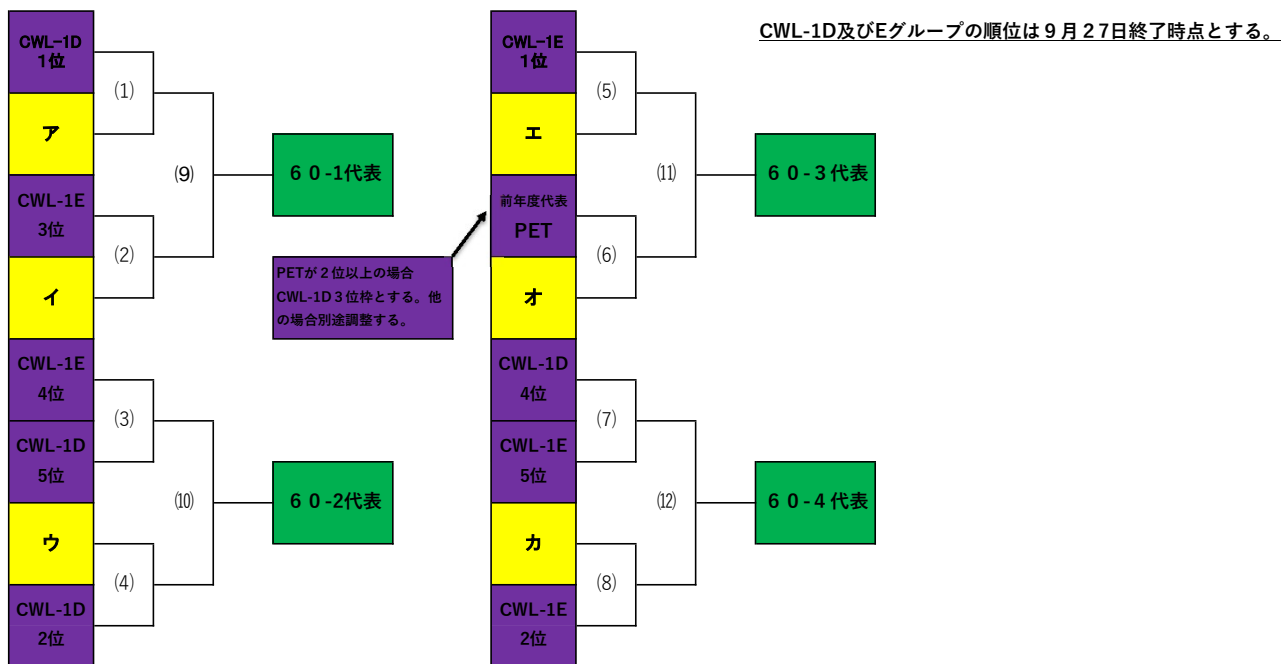 CWL-1D及びEグループの順位は９月２7日終了時点とする。
CWL-1D
1位
(1)
ア
(9)
６０-1代表
CWL-1E
3位
(2)
イ
CWL-1E
4位
(3)
CWL-1D
5位
(10)
６０-2代表
ウ
(4)
CWL-1D
2位
PETが２位以上の場合
CWL-1D３位枠とする。他
の場合別途調整する。
CWL-1E
1位
(5)
エ
(11)
６０-３代表
前年度代表
PET
(6)
オ
CWL-1D
4位
(7)
CWL-1E
5位
(12)
６０-４代表
カ
(8)
CWL-1E
2位